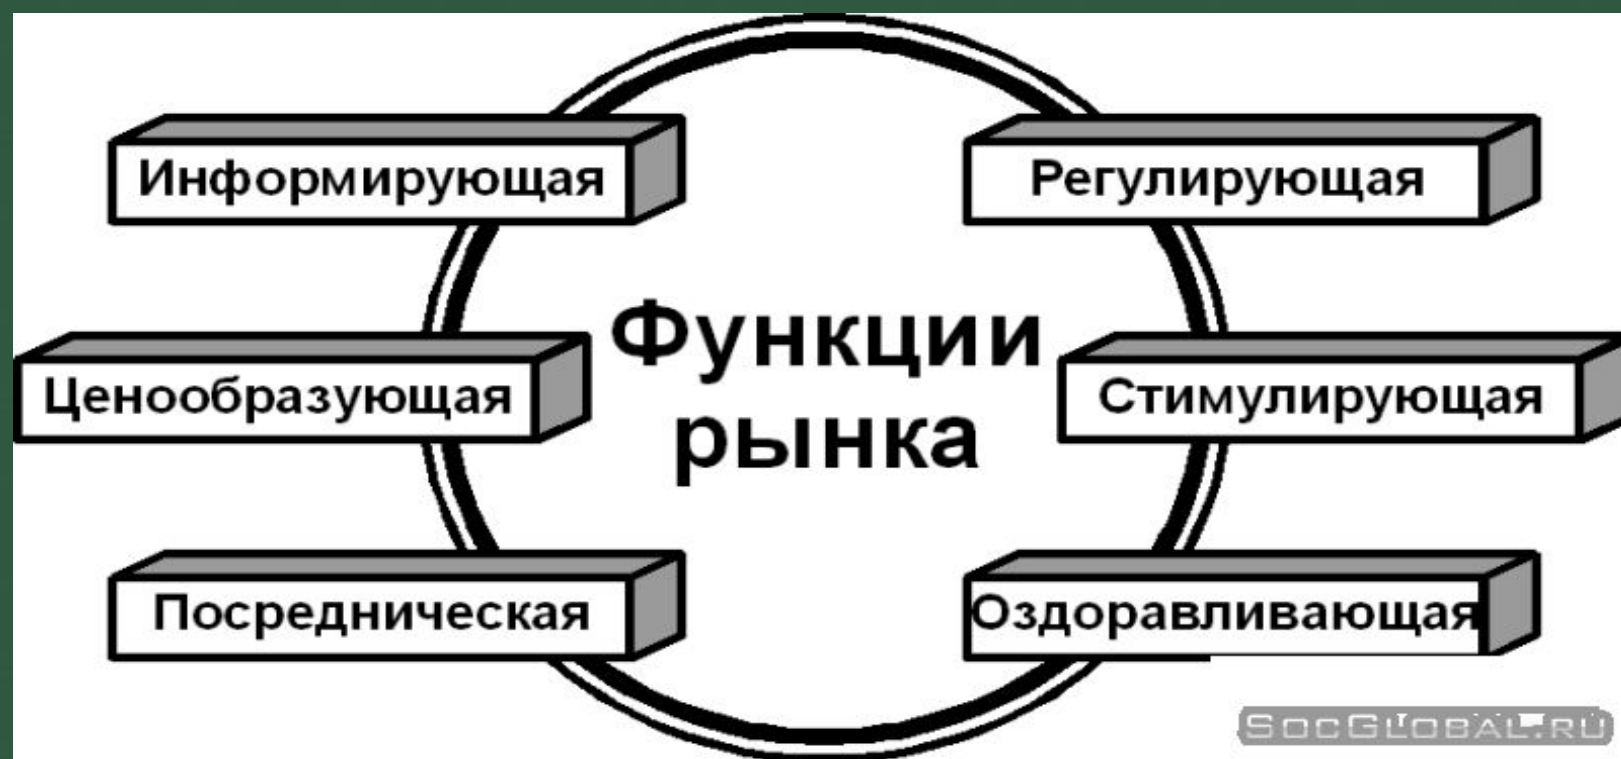 Информирующая
Регулирующая
Функции
рынка
Ценообразующая
Стимулирующая
Посредническая
Оздоравливающая
SOCGLOBAL.RU